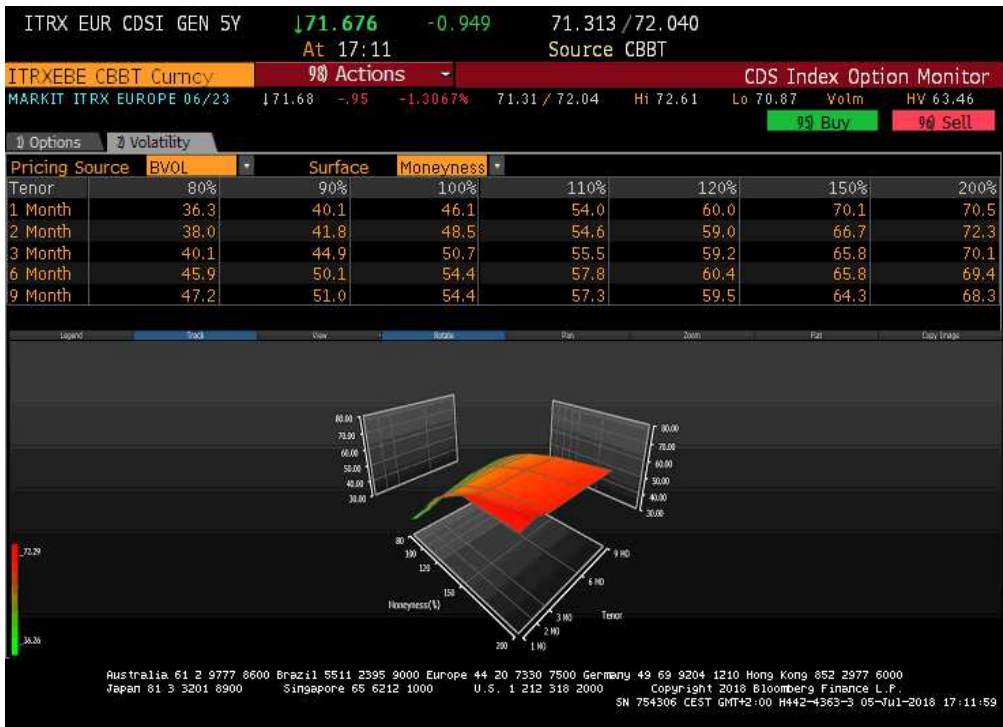 ITRX EUR CDSI GEN 5Y ↓71.676 -0.949 71.313/72.040
At 17:11 Source CBBT
ITRXEBE CBBT Curncy 98) Actions CDS Index Option Monitor
MARKIT ITRX EUROPE 06/23 ↓71.68 -.95 -1.3067% 71.31 / 72.04 Hi 72.61 Lo 70.87 Volm HV 63.46
95) Buy 96) Sell
1) Options 2) Volatility
Pricing Source BVOL Surface Moneyness
Tenor 80% 90% 100% 110% 120% 150% 200%
1 Month 36.3 40.1 46.1 54.0 60.0 70.1 70.5
2 Month 38.0 41.8 48.5 54.6 59.0 66.7 72.3
3 Month 40.1 44.9 50.7 55.5 59.2 65.8 70.1
6 Month 45.9 50.1 54.4 57.8 60.4 65.8 69.4
9 Month 47.2 51.0 54.4 57.3 59.5 64.3 68.3
Legend Track View Rotate Pan Zoom Flat Copy Image
80.00 80.00
70.00 70.00
60.00 60.00
50.00 50.00
40.00 40.00
30.00 30.00
80
100
120
150
200
Moneyness(%)
9 MO
6 MO
3 MO
2 MO
1 MO
Tenor
72.29
36.26
Australia 61 2 9777 8600 Brazil 5511 2395 9000 Europe 44 20 7330 7500 Germany 49 69 9204 1210 Hong Kong 852 2977 6000
Japan 81 3 3201 8900 Singapore 65 6212 1000 U.S. 1 212 318 2000 Copyright 2018 Bloomberg Finance L.P.
SN 754306 CEST GMT+2:00 H442-4363-3 05-Jul-2018 17:11:59